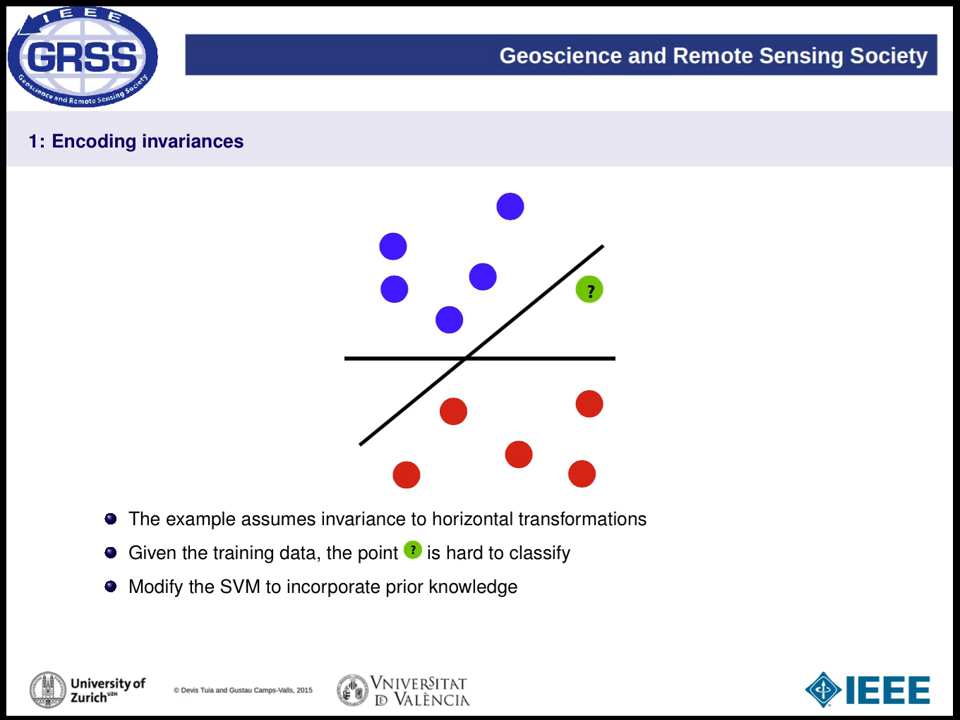 IEEE
GRSS
Geoscience and Remote Sensing Society
Geoscience and Remote Sensing Society
1: Encoding invariances
?
The example assumes invariance to horizontal transformations
Given the training data, the point ? is hard to classify
Modify the SVM to incorporate prior knowledge
University of
Zurich UZH
© Devis Tuia and Gustau Camps-Valls, 2015
VNIVERSITAT
ID VALÈNCIA
IEEE